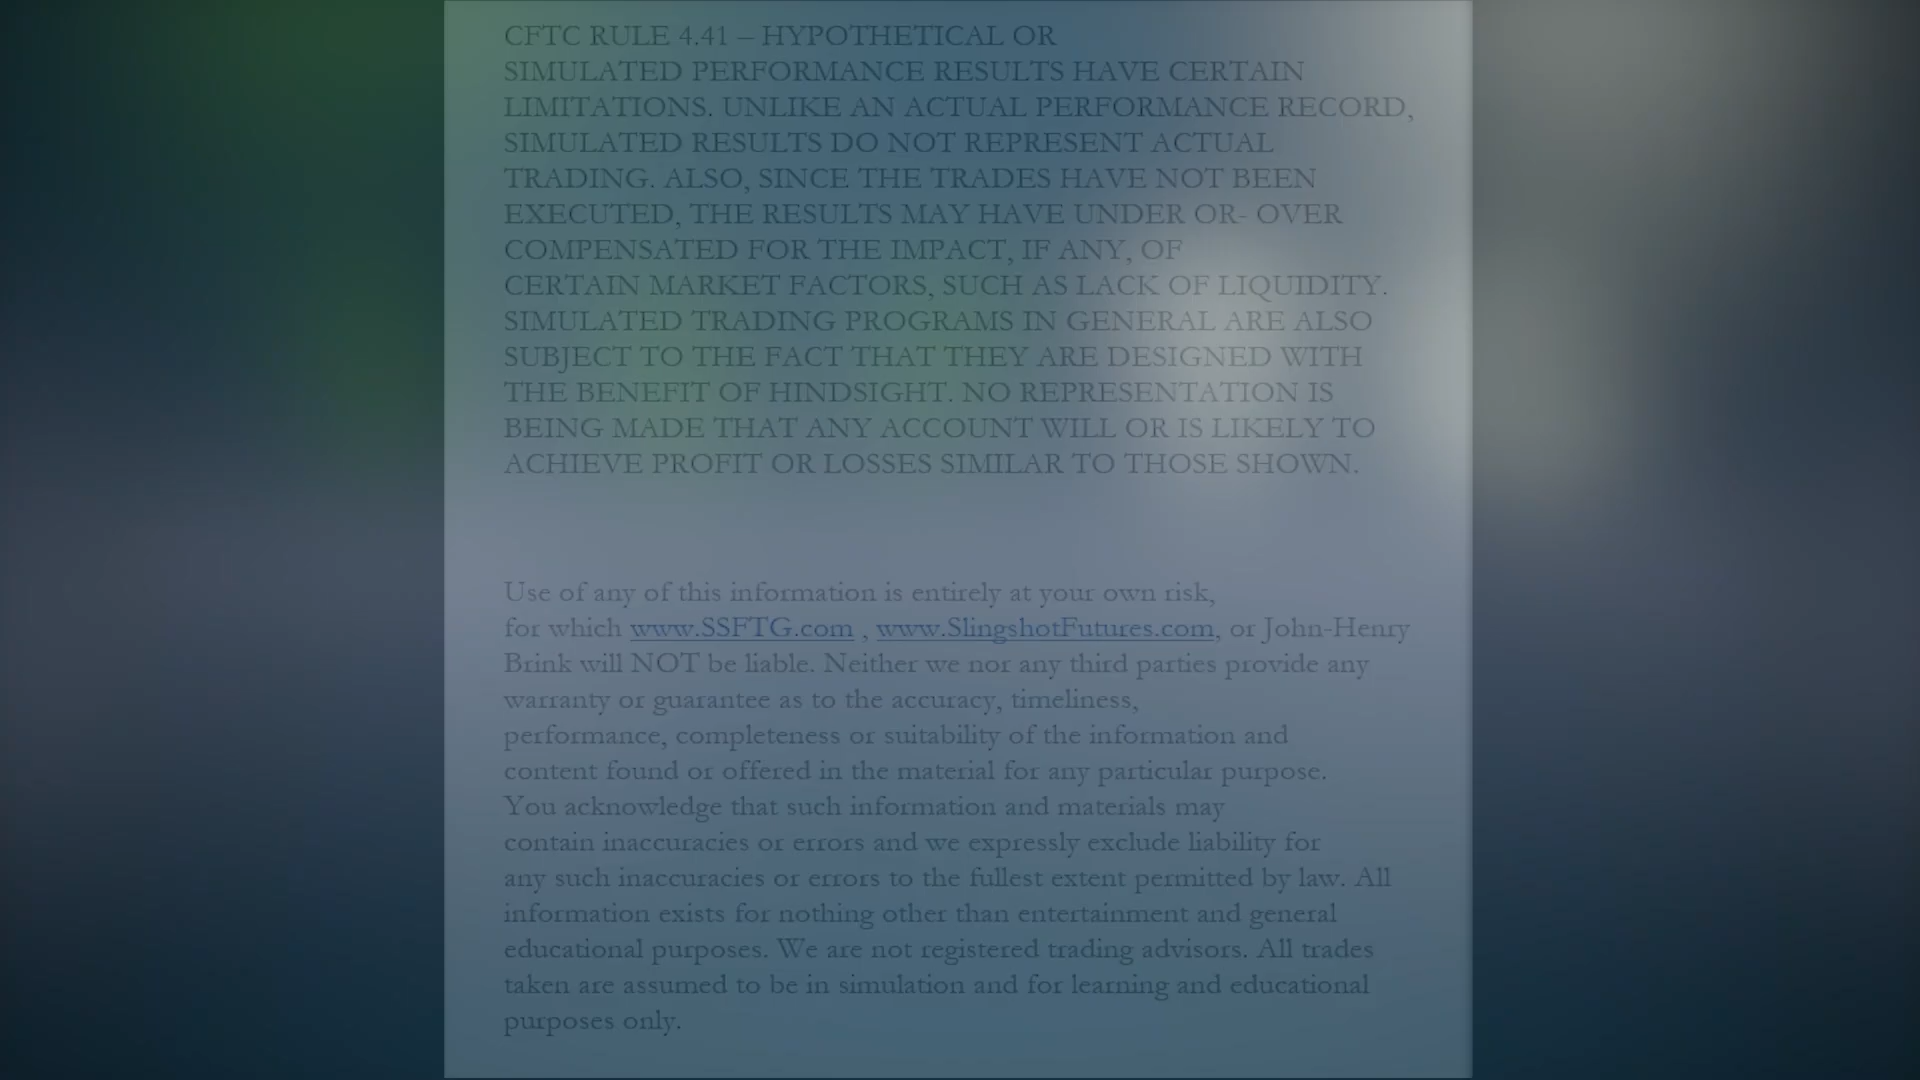 CFTC RULE 4.41 – HYPOTHETICAL OR
SIMULATED PERFORMANCE RESULTS HAVE CERTAIN
LIMITATIONS. UNLIKE AN ACTUAL PERFORMANCE RECORD,
SIMULATED RESULTS DO NOT REPRESENT ACTUAL
TRADING. ALSO, SINCE THE TRADES HAVE NOT BEEN
EXECUTED, THE RESULTS MAY HAVE UNDER OR- OVER
COMPENSATED FOR THE IMPACT, IF ANY, OF
CERTAIN MARKET FACTORS, SUCH AS LACK OF LIQUIDITY.
SIMULATED TRADING PROGRAMS IN GENERAL ARE ALSO
SUBJECT TO THE FACT THAT THEY ARE DESIGNED WITH
THE BENEFIT OF HINDSIGHT. NO REPRESENTATION IS
BEING MADE THAT ANY ACCOUNT WILL OR IS LIKELY TO
ACHIEVE PROFIT OR LOSSES SIMILAR TO THOSE SHOWN.
Use of any of this information is entirely at your own risk,
for which www.SSFTG.com , www.SlingshotFutures.com, or John-Henry
Brink will NOT be liable. Neither we nor any third parties provide any
warranty or guarantee as to the accuracy, timeliness,
performance, completeness or suitability of the information and
content found or offered in the material for any particular purpose.
You acknowledge that such information and materials may
contain inaccuracies or errors and we expressly exclude liability for
any such inaccuracies or errors to the fullest extent permitted by law. All
information exists for nothing other than entertainment and general
educational purposes. We are not registered trading advisors. All trades
taken are assumed to be in simulation and for learning and educational
purposes only.